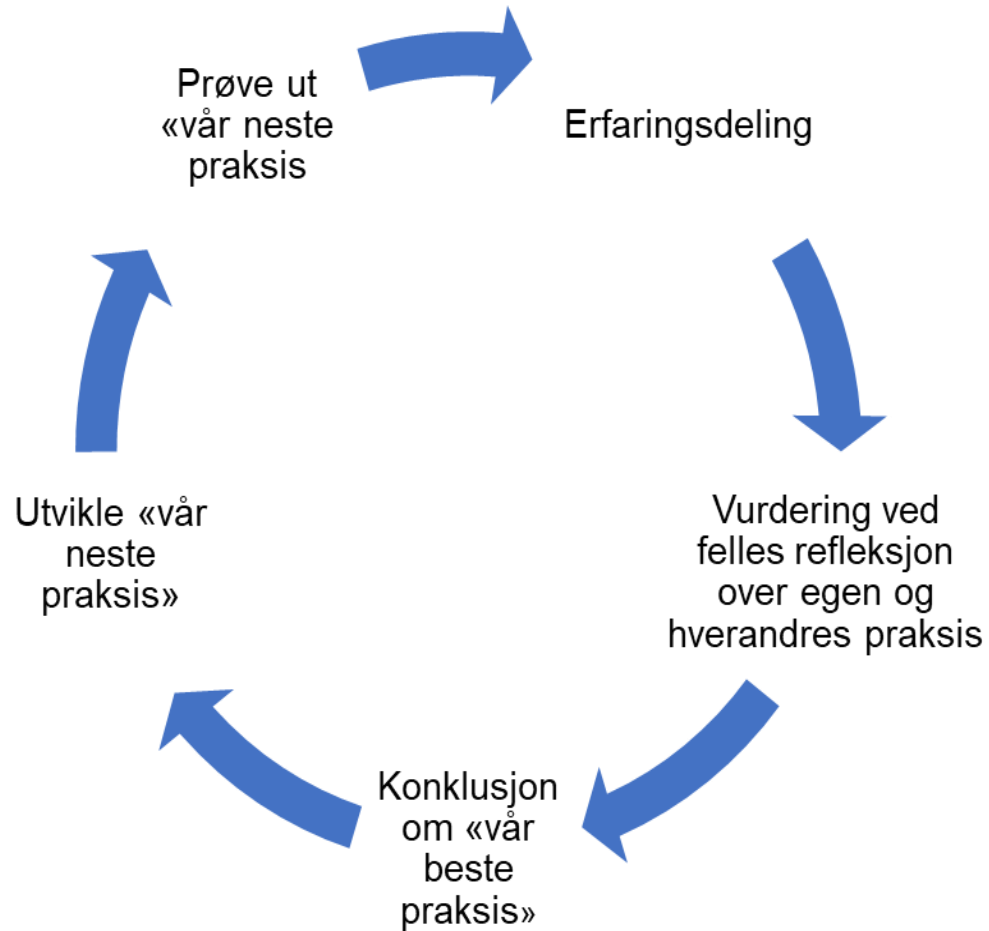 Prøve ut
«vår neste
praksis
Erfaringsdeling
Vurdering ved
felles refleksjon
over egen og
hverandres praksis
Konklusjon
om «vår
beste
praksis»
Utvikle «vår
neste
praksis»